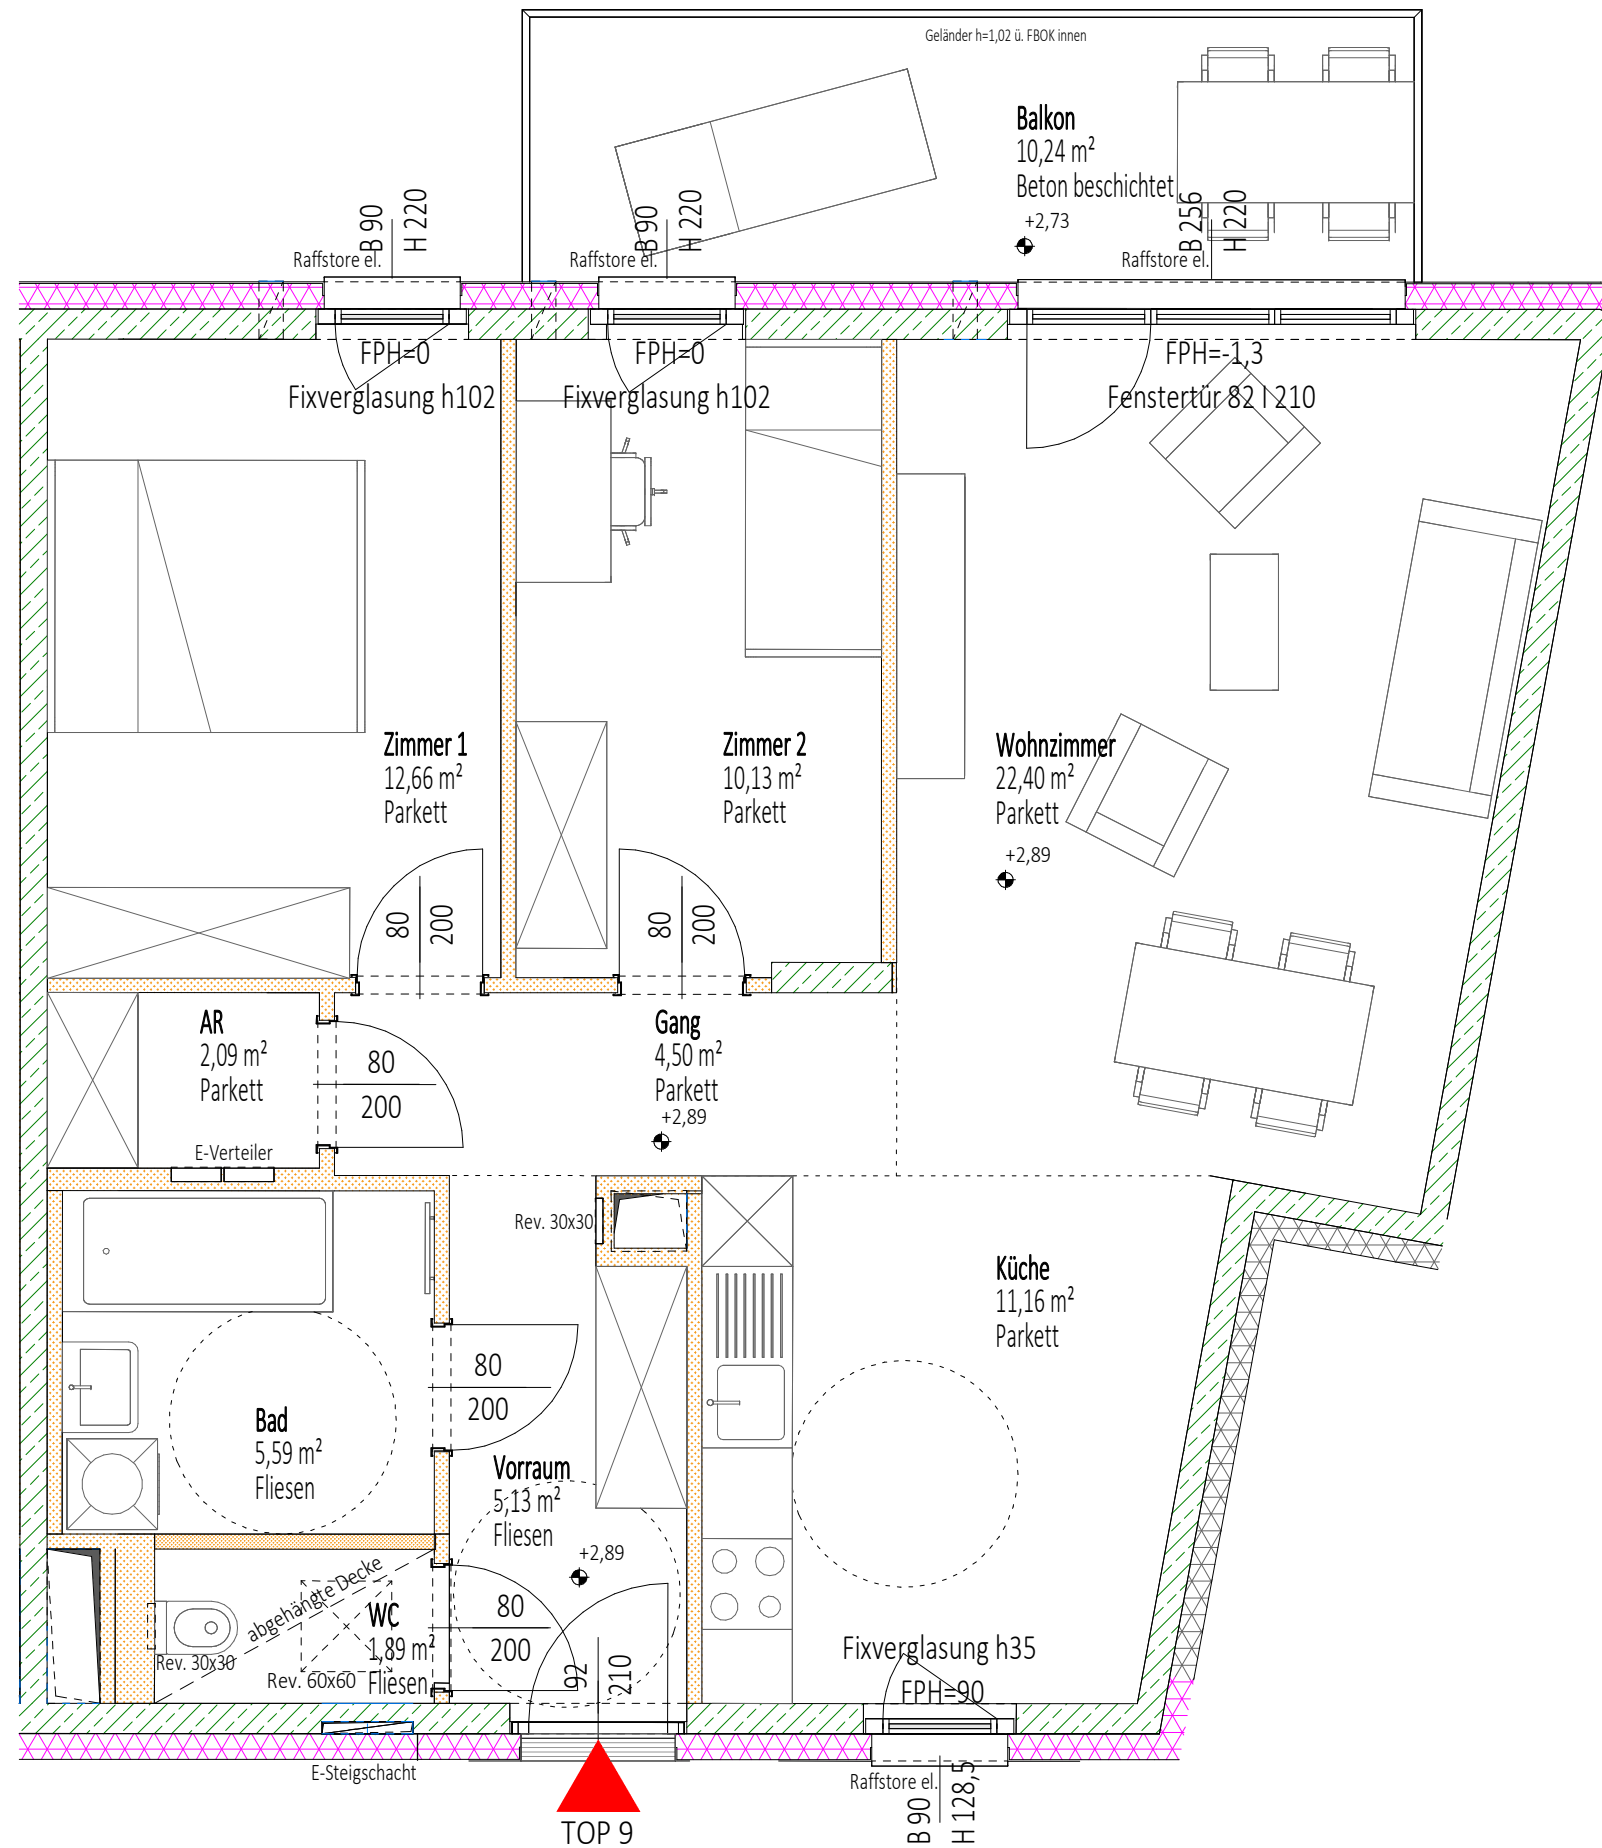 Geländer h=1,02 ü. FBOK innen
Balkon
10,24 m²
Beton beschichtet
+2,73
B 90
H 220
Raffstore el.
B 90
H 220
Raffstore el.
B 256
H 220
Raffstore el.
FPH=0
Fixverglasung h102
FPH=0
Fixverglasung h102
FPH=-1,3
Fenstertür 82 I 210
Zimmer 1
12,66 m²
Parkett
Zimmer 2
10,13 m²
Parkett
Wohnzimmer
22,40 m²
Parkett
+2,89
80
200
80
200
AR
2,09 m²
Parkett
80
200
Gang
4,50 m²
Parkett
+2,89
E-Verteiler
Rev. 30x30
Küche
11,16 m²
Parkett
80
200
Bad
5,59 m²
Fliesen
Vorraum
5,13 m²
Fliesen
+2,89
abgehängte Decke
WC
1,89 m²
Fliesen
Rev. 30x30
Rev. 60x60
80
200
92
210
Fixverglasung h35
FPH=90
E-Steigschacht
Raffstore el.
B 90
H 128,5
TOP 9